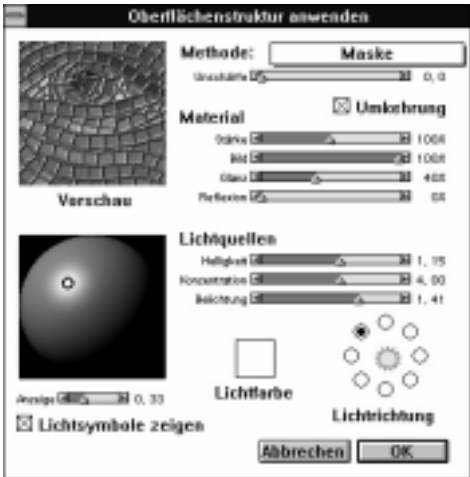 Oberflächenstruktur anwenden
Methode: Maske
Unschärfe 0, 0
Umkehrung
Material
Stärke 100%
Bild 100%
Glanz 40%
Reflexion 0%
Vorschau
Lichtquellen
Helligkeit 1, 15
Konzentration 4, 00
Belichtung 1, 41
Anzeige 0, 33
Lichtfarbe
Lichtrichtung
Lichtsymbole zeigen
Abbrechen OK